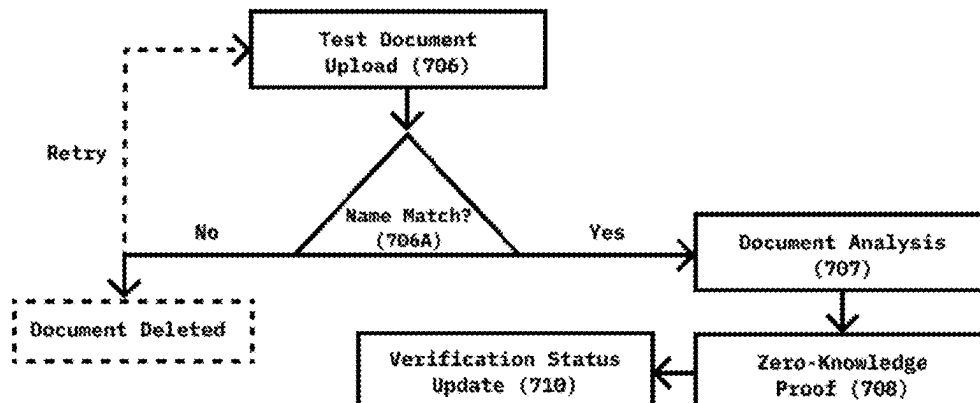 Test Document
Upload (706)
Retry
Name Match?
(706A)
No
Yes
Document Analysis
(707)
Document Deleted
Verification Status
Update (710)
Zero-Knowledge
Proof (708)